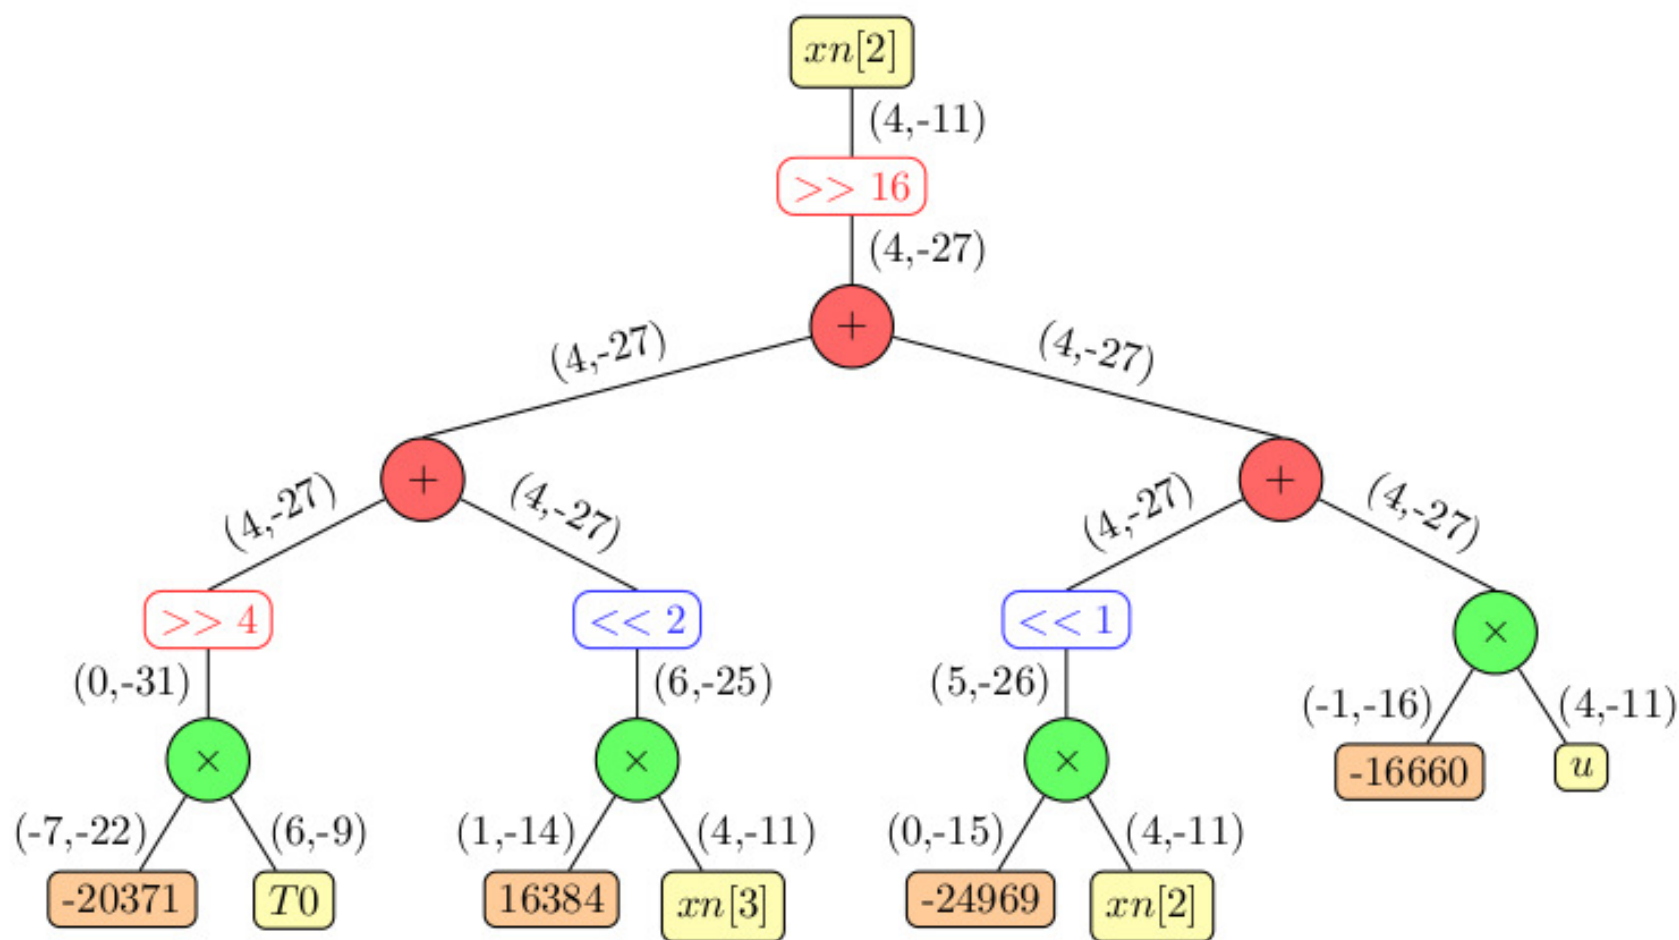 xn[2]
(4,-11)
>> 16
(4,-27)
+
(4,-27) (4,-27)
+ +
(4,-27) (4,-27) (4,-27) (4,-27)
>> 4 << 2 << 1 ×
(0,-31) (6,-25) (5,-26) (-1,-16) (4,-11)
× × × -16660 u
(-7,-22) (6,-9) (1,-14) (4,-11) (0,-15) (4,-11)
-20371 T0 16384 xn[3] -24969 xn[2]